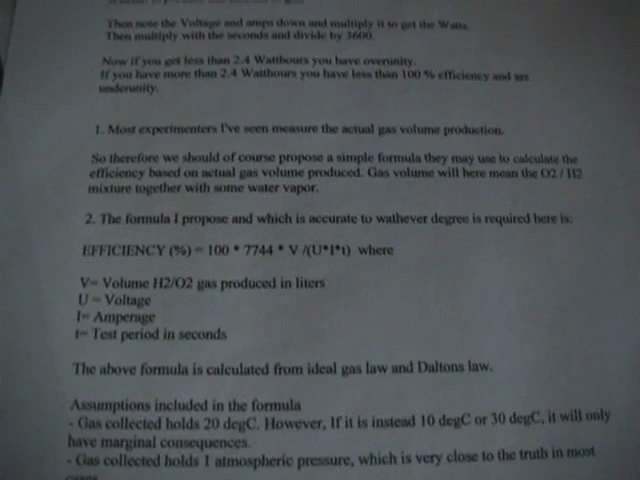 Then note the Voltage and amps down and multiply it to get the Watts.
Then multiply with the seconds and divide by 3600.
Now if you get less than 2.4 Watthours you have overunity.
If you have more than 2.4 Watthours you have less than 100 % efficiency and are
underunity.
1. Most experimenters I've seen measure the actual gas volume production.
So therefore we should of course propose a simple formula they may use to calculate the
efficiency based on actual gas volume produced. Gas volume will here mean the O2 / H2
mixture together with some water vapor.
2. The formula I propose and which is accurate to wathever degree is required here is:
EFFICIENCY (%) = 100 * 7744 * V /(U*I*t) where
V= Volume H2/O2 gas produced in liters
U = Voltage
I= Amperage
t= Test period in seconds
The above formula is calculated from ideal gas law and Daltons law.
Assumptions included in the formula
- Gas collected holds 20 degC. However, If it is instead 10 degC or 30 degC, it will only
have marginal consequences.
- Gas collected holds 1 atmospheric pressure, which is very close to the truth in most